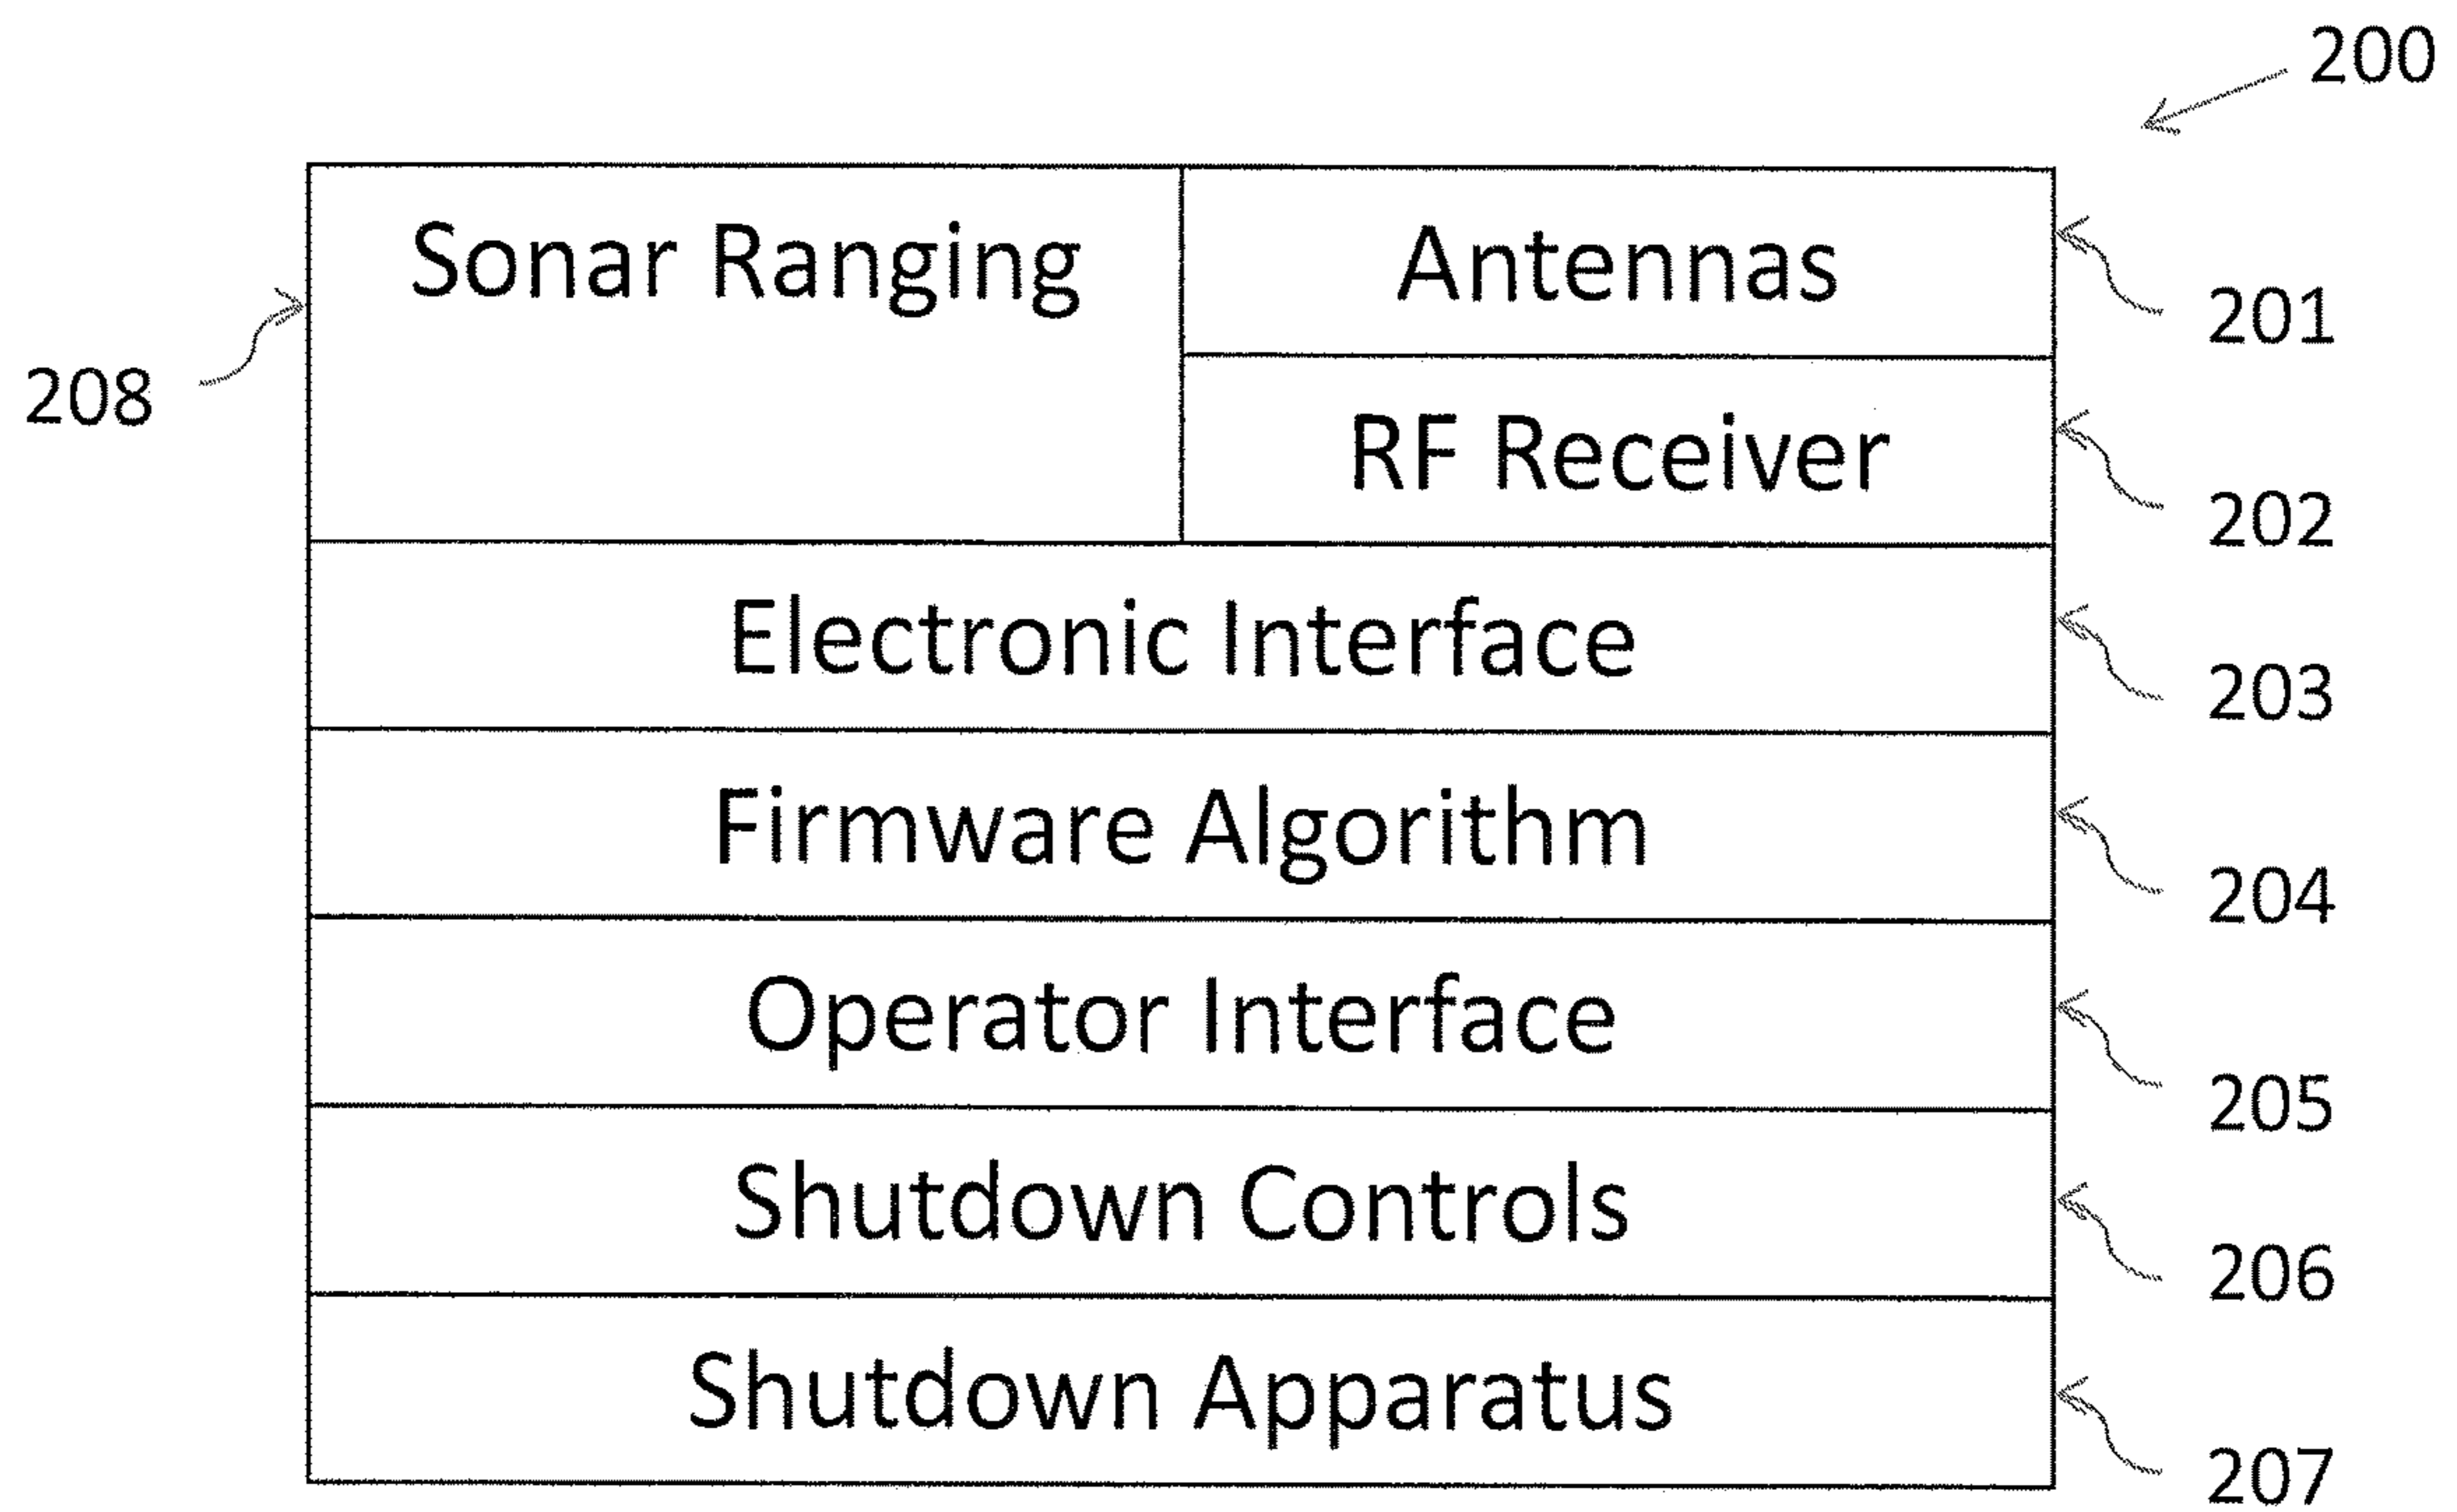 200
Sonar Ranging
Antennas
201
208
RF Receiver
202
Electronic Interface
203
Firmware Algorithm
204
Operator Interface
205
Shutdown Controls
206
Shutdown Apparatus
207